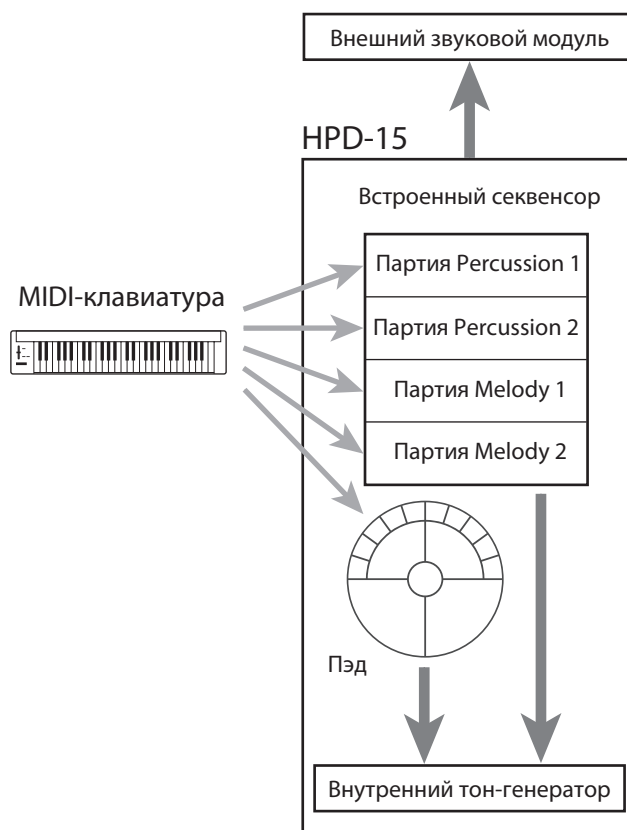 Внешний звуковой модуль
HPD-15
Встроенный секвенсор
Партия Percussion 1
MIDI-клавиатура
Партия Percussion 2
Партия Melody 1
Партия Melody 2
Пэд
Внутренний тон-генератор